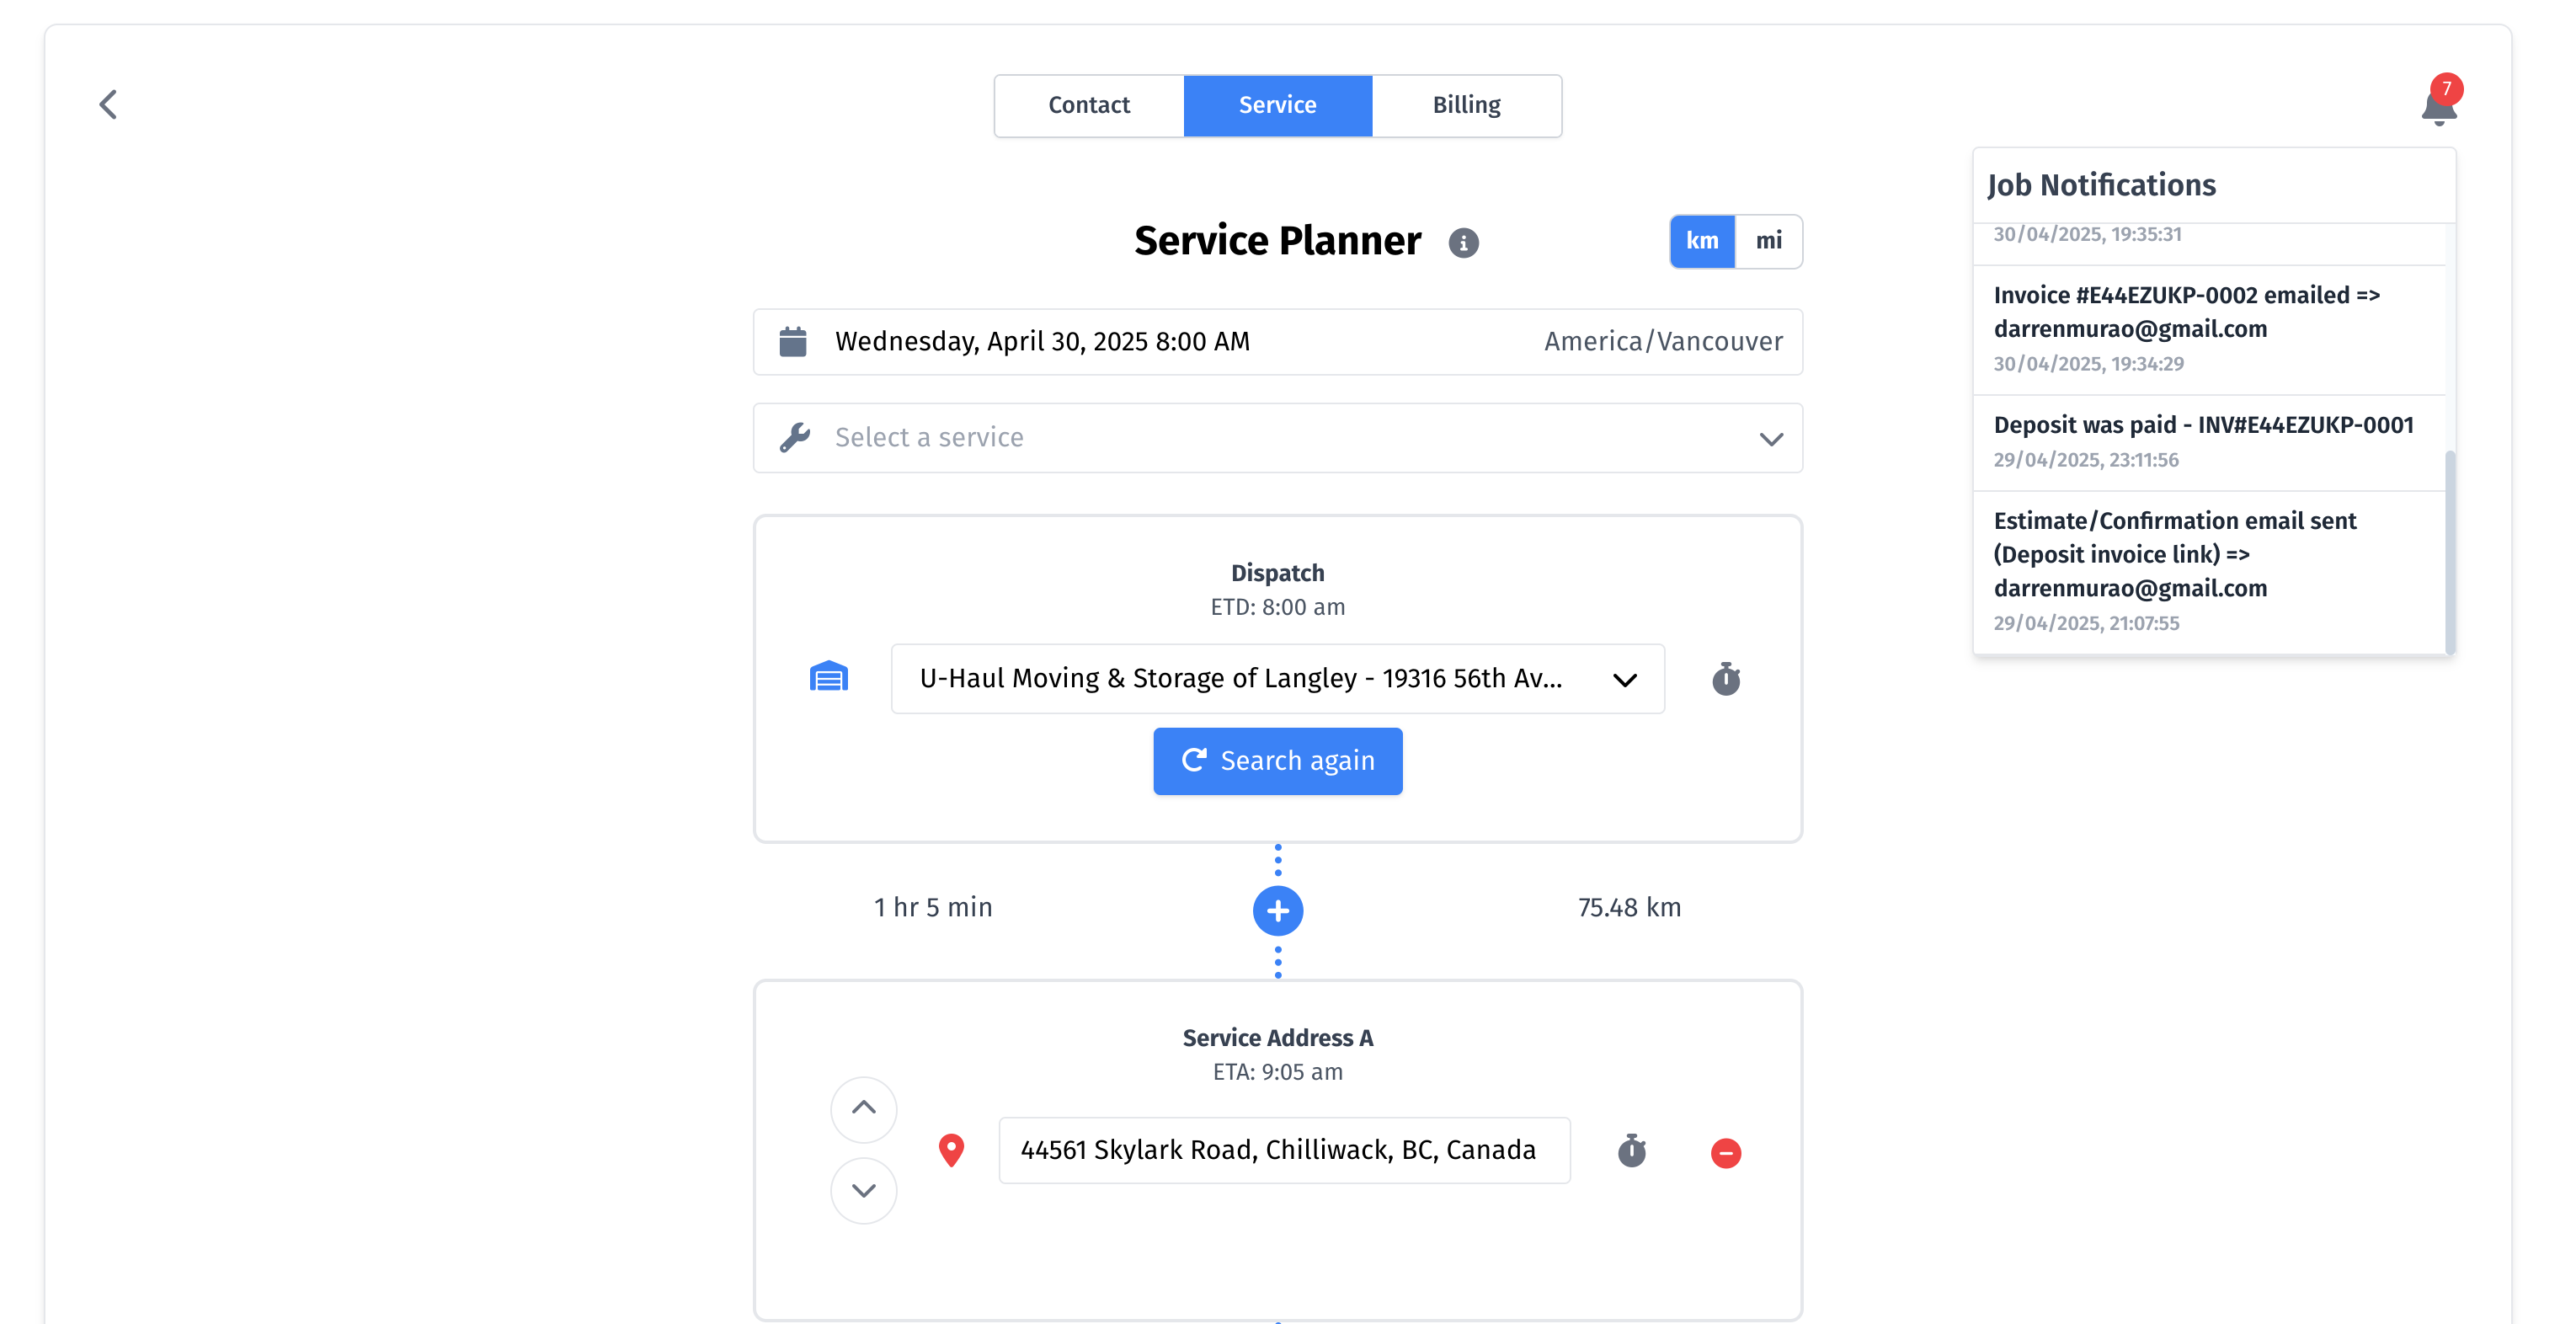 Contact
Service
Billing
7
Service Planner
km
mi
Wednesday, April 30, 2025 8:00 AM
America/Vancouver
Select a service
Dispatch
ETD: 8:00 am
U-Haul Moving & Storage of Langley - 19316 56th Av...
Search again
1 hr 5 min
75.48 km
Service Address A
ETA: 9:05 am
44561 Skylark Road, Chilliwack, BC, Canada
Job Notifications
30/04/2025, 19:35:31
Invoice #E44EZUKP-0002 emailed =>
darrenmurao@gmail.com
30/04/2025, 19:34:29
Deposit was paid - INV#E44EZUKP-0001
29/04/2025, 23:11:56
Estimate/Confirmation email sent
(Deposit invoice link) =>
darrenmurao@gmail.com
29/04/2025, 21:07:55